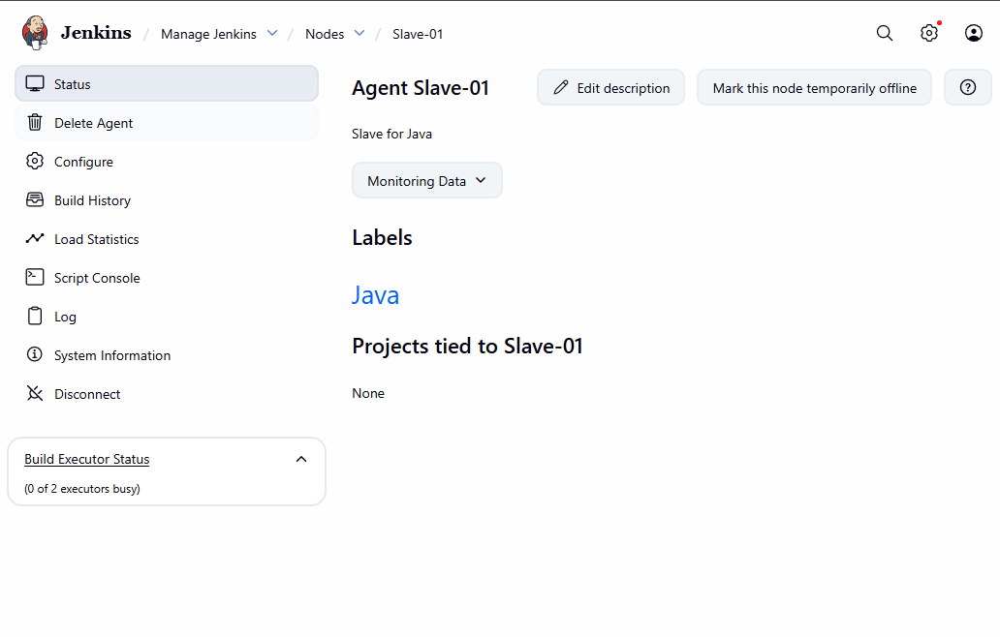 Jenkins / Manage Jenkins / Nodes / Slave-01
Status
Delete Agent
Configure
Build History
Load Statistics
Script Console
Log
System Information
Disconnect
Build Executor Status
(0 of 2 executors busy)
Agent Slave-01
Edit description
Mark this node temporarily offline
Slave for Java
Monitoring Data
Labels
Java
Projects tied to Slave-01
None